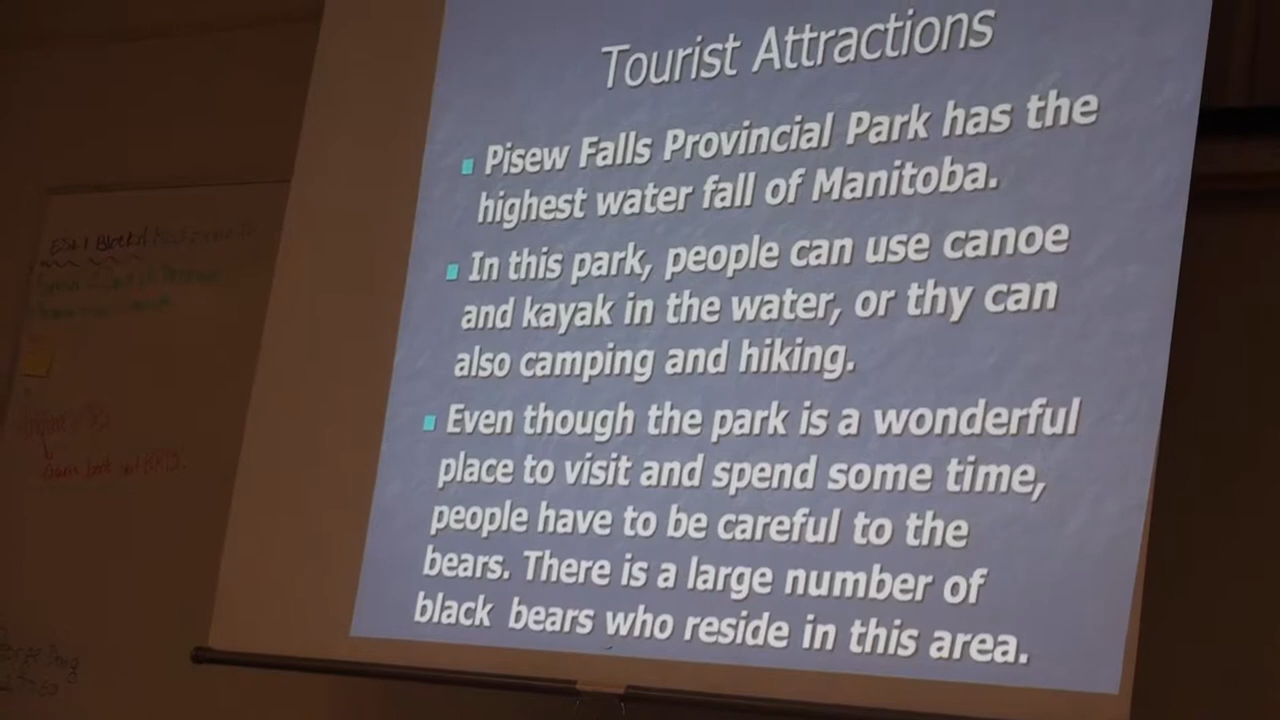 Tourist Attractions
Pisew Falls Provincial Park has the
highest water fall of Manitoba.
In this park, people can use canoe
and kayak in the water, or thy can
also camping and hiking.
Even though the park is a wonderful
place to visit and spend some time,
people have to be careful to the
bears. There is a large number of
black bears who reside in this area.